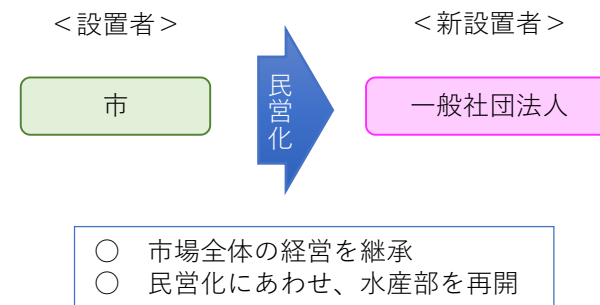 ＜設置者＞
＜新設置者＞
市
民営化
一般社団法人
○　市場全体の経営を継承
○　民営化にあわせ、水産部を再開